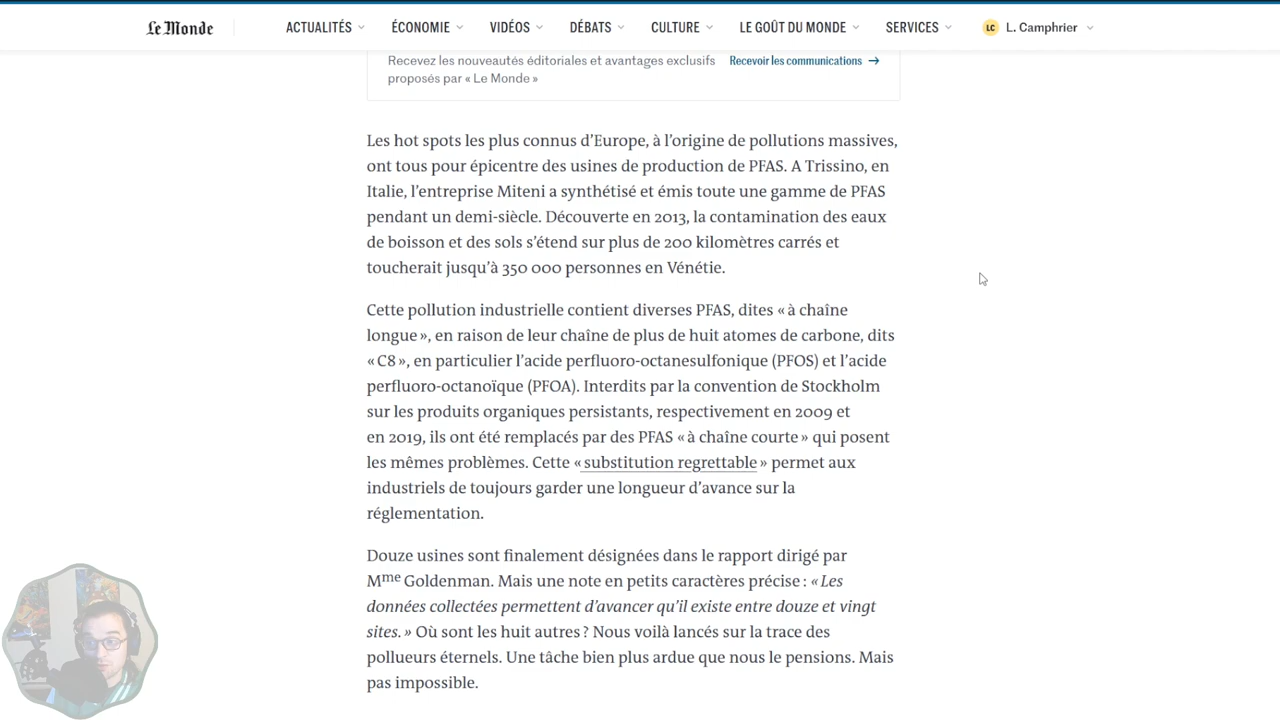 Le Monde
ACTUALITÉS ÉCONOMIE VIDÉOS DÉBATS CULTURE LE GOÛT DU MONDE SERVICES LC L. Camphrier
Recevez les nouveautés éditoriales et avantages exclusifs
proposés par « Le Monde »
Recevoir les communications →
Les hot spots les plus connus d’Europe, à l’origine de pollutions massives,
ont tous pour épicentre des usines de production de PFAS. A Trissino, en
Italie, l’entreprise Miteni a synthétisé et émis toute une gamme de PFAS
pendant un demi-siècle. Découverte en 2013, la contamination des eaux
de boisson et des sols s’étend sur plus de 200 kilomètres carrés et
toucherait jusqu’à 350 000 personnes en Vénétie.
Cette pollution industrielle contient diverses PFAS, dites « à chaîne
longue », en raison de leur chaîne de plus de huit atomes de carbone, dits
« C8 », en particulier l’acide perfluoro-octanesulfonique (PFOS) et l’acide
perfluoro-octanoïque (PFOA). Interdits par la convention de Stockholm
sur les produits organiques persistants, respectivement en 2009 et
en 2019, ils ont été remplacés par des PFAS « à chaîne courte » qui posent
les mêmes problèmes. Cette « substitution regrettable » permet aux
industriels de toujours garder une longueur d’avance sur la
réglementation.
Douze usines sont finalement désignées dans le rapport dirigé par
Mme Goldenman. Mais une note en petits caractères précise : « Les
données collectées permettent d’avancer qu’il existe entre douze et vingt
sites. » Où sont les huit autres ? Nous voilà lancés sur la trace des
pollueurs éternels. Une tâche bien plus ardue que nous le pensions. Mais
pas impossible.